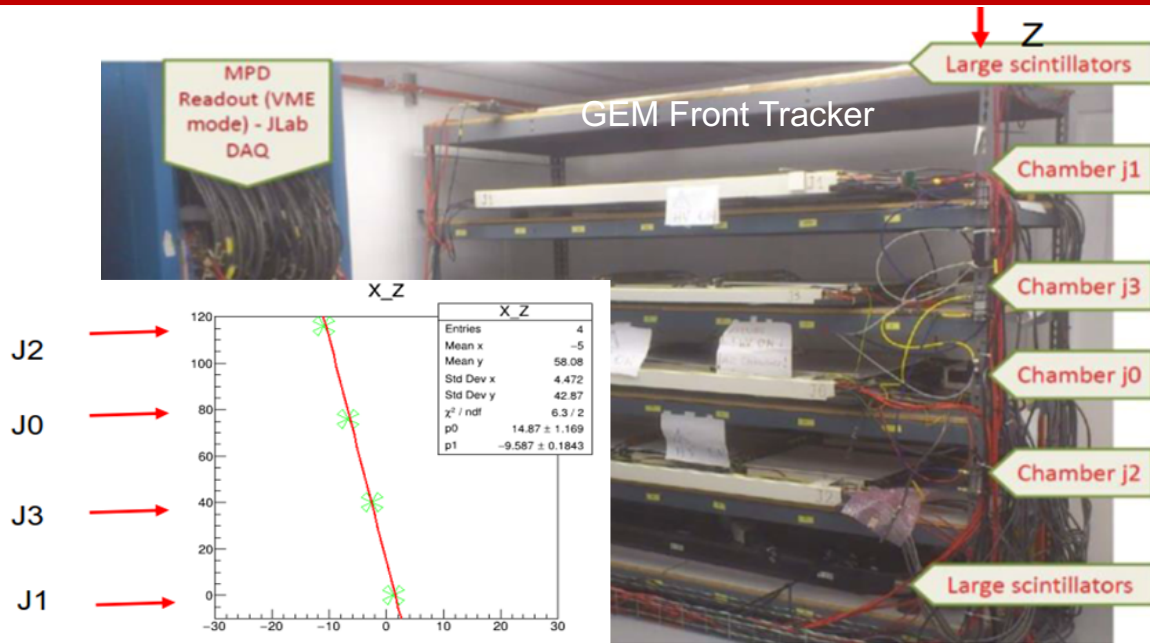 Z
Large scintillators
MPD
Readout (VME
mode) - JLab
DAQ
GEM Front Tracker
Chamber j1
J1
J1
Chamber j3
Chamber j0
Chamber j2
Large scintillators
X_Z
X_Z
Entries 4
Mean x −5
Mean y 58.08
Std Dev x 4.472
Std Dev y 42.87
χ² / ndf 6.3 / 2
p0 14.87 ± 1.169
p1 −9.587 ± 0.1843
120
100
80
60
40
20
0
−30 −20 −10 0 10 20 30
J2
J0
J3
J1